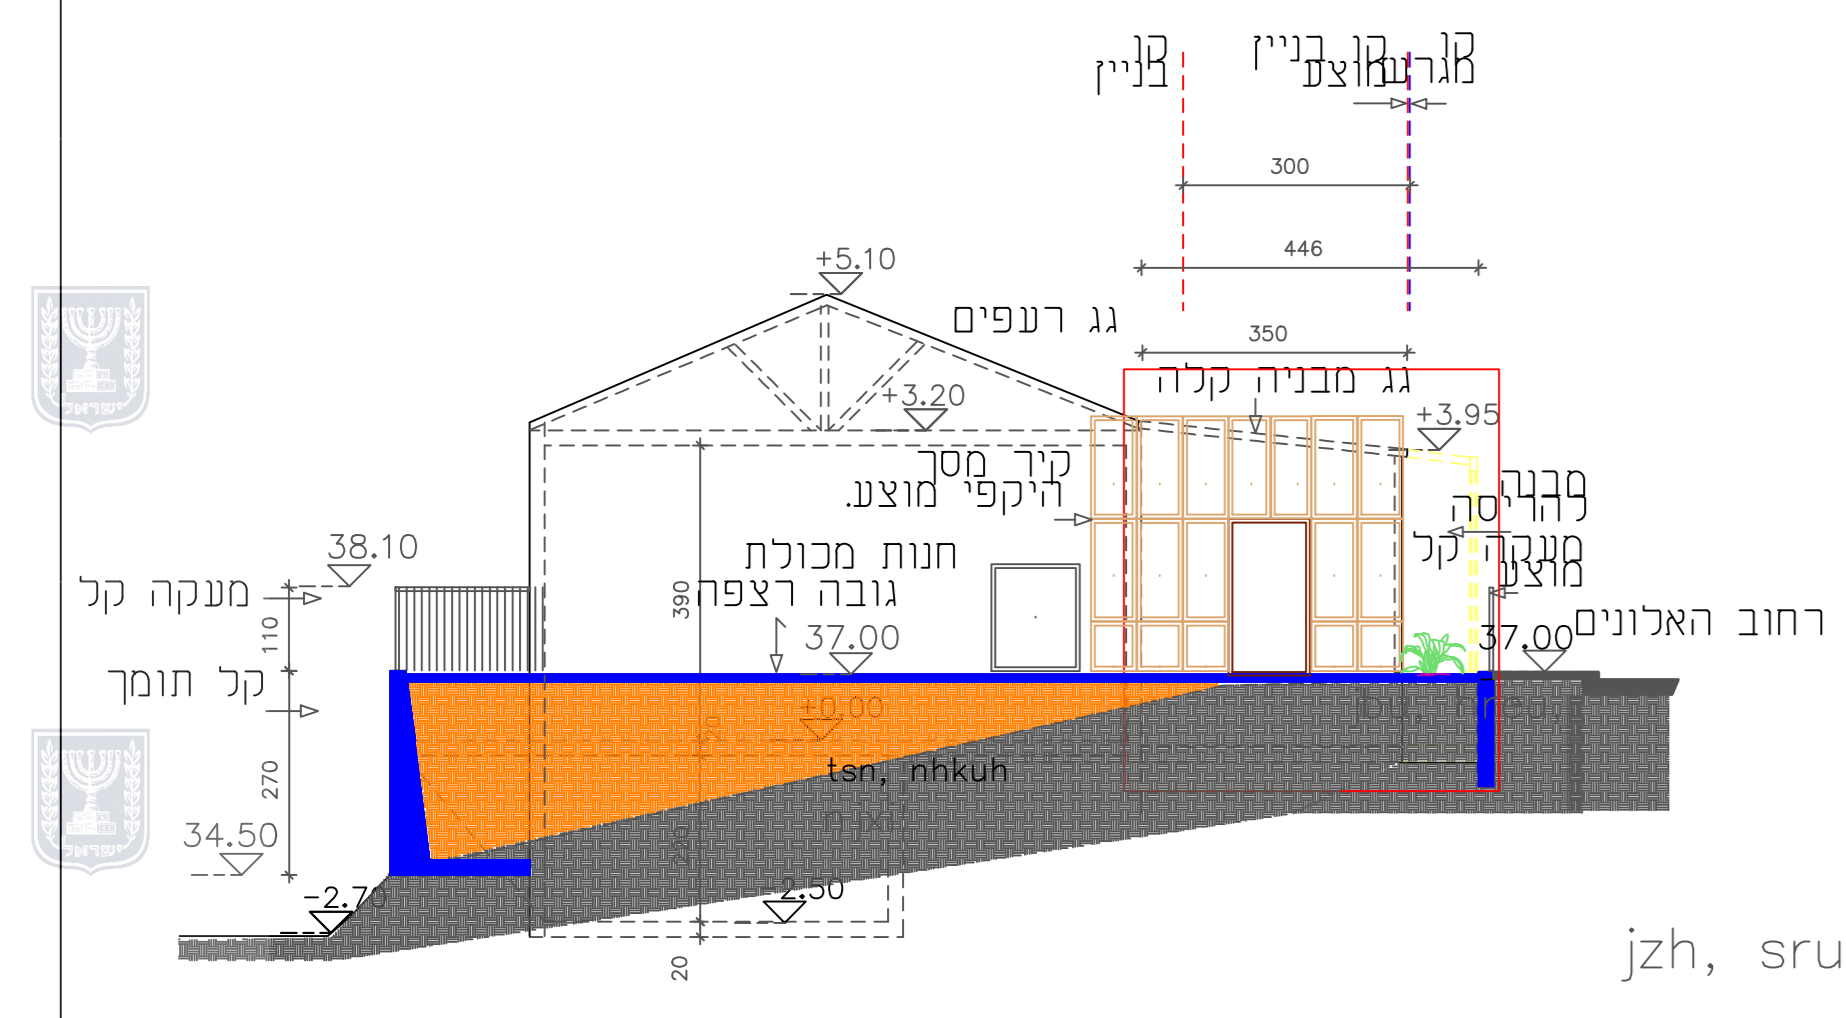 קו
בניין
קו בניין
מוצע
קו
מגרש
300
446
+5.10
גג רעפים
350
גג מבניה קלה
+3.20
+3.95
קיר מסך
היקפי מוצע.
מבנה
להריסה
מעקה קל
מוצע
38.10
חנות מכולת
גובה רצפה
390
מעקה קל
110
37.00
37.00
רחוב האלונים
קל תומך
+0.00
270
tsn, nhkuh
34.50
-2.70
-2.50
20
jzh, sru
ישראל
ישראל